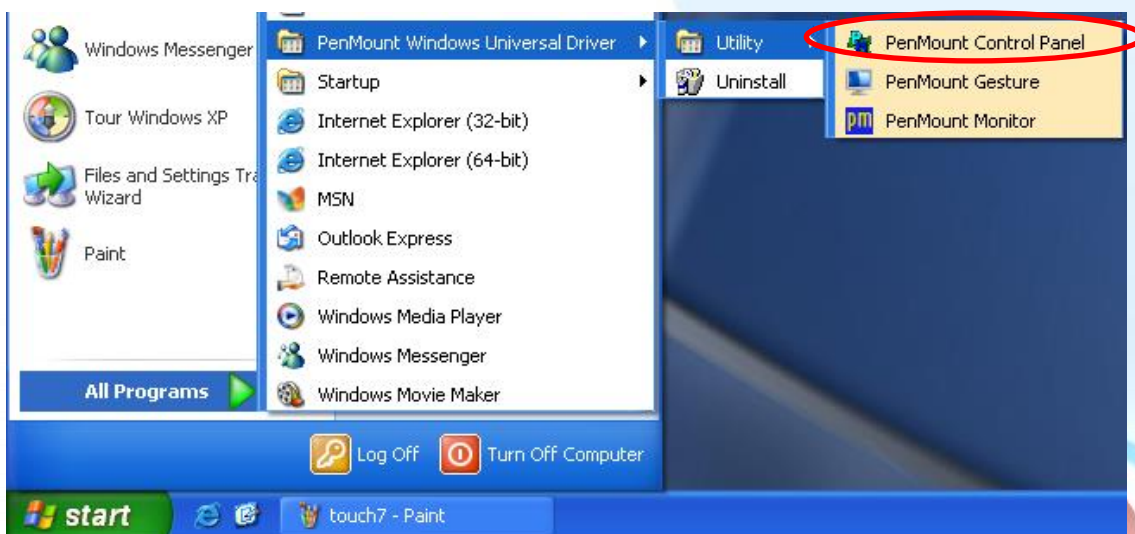 Windows Messenger
Tour Windows XP
Files and Settings Tra
Wizard
Paint
All Programs
PenMount Windows Universal Driver
Startup
Internet Explorer (32-bit)
Internet Explorer (64-bit)
MSN
Outlook Express
Remote Assistance
Windows Media Player
Windows Messenger
Windows Movie Maker
Utility
Uninstall
PenMount Control Panel
PenMount Gesture
pm PenMount Monitor
Log Off
Turn Off Computer
start
touch7 - Paint